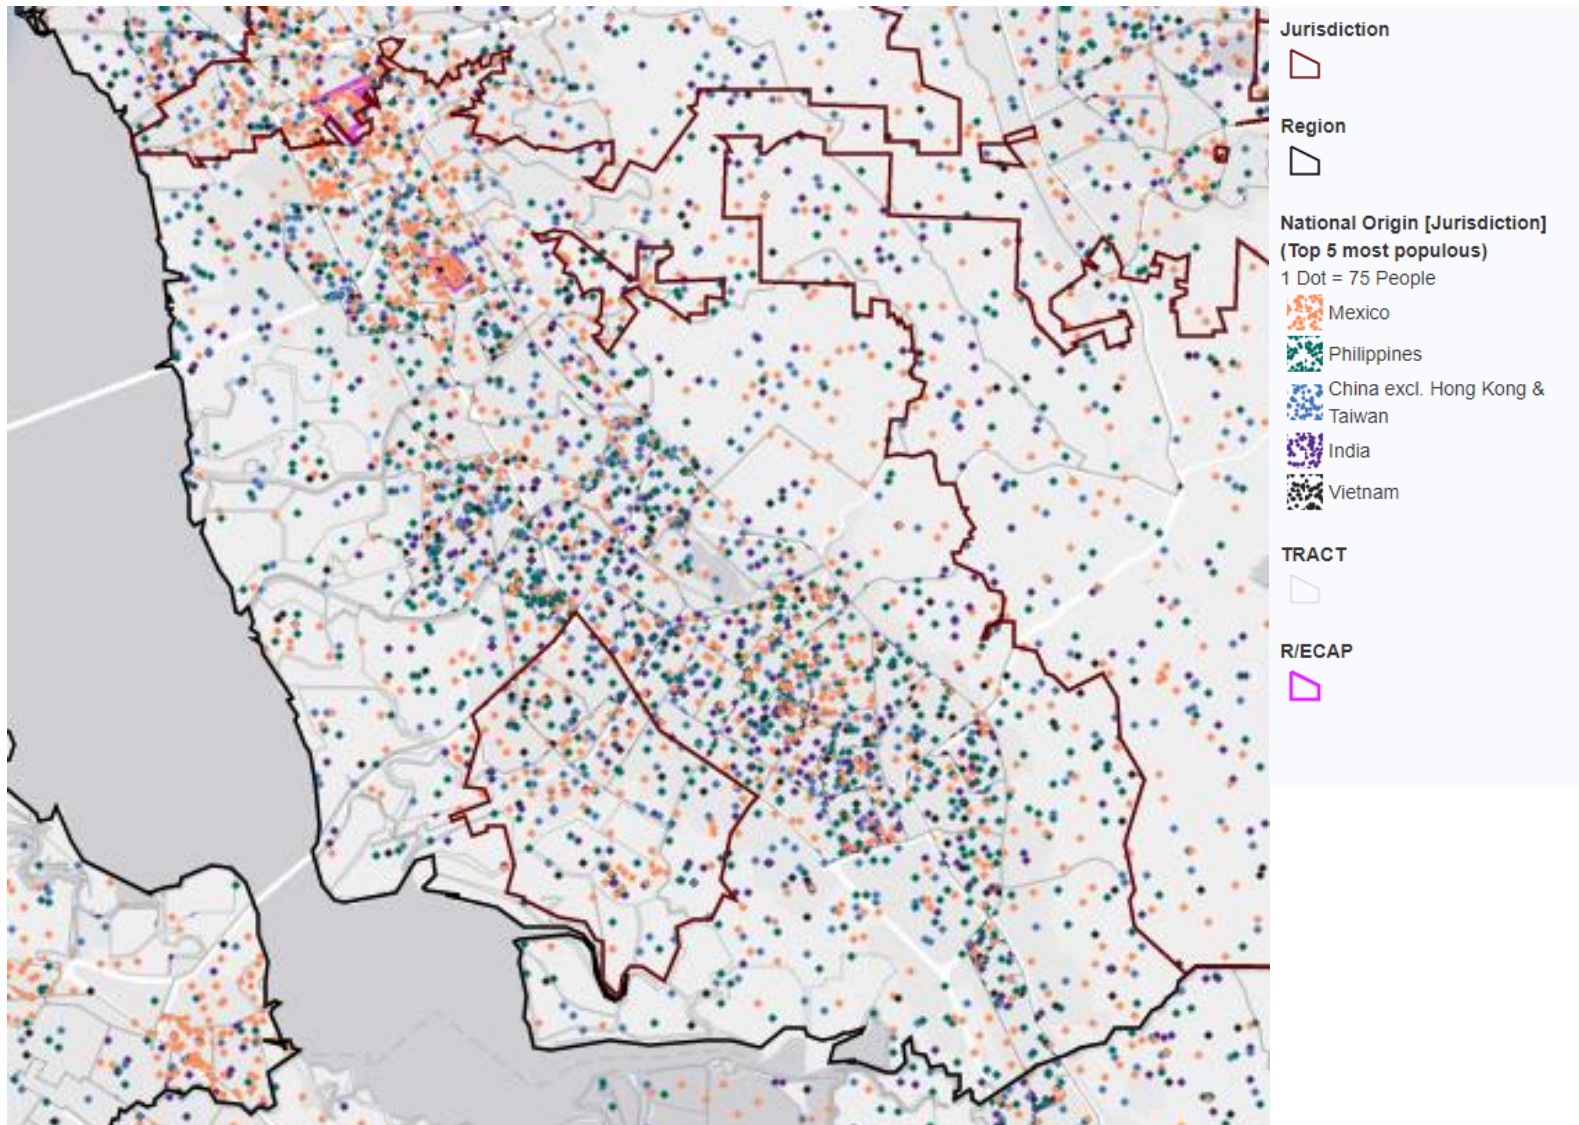 Jurisdiction
Region
National Origin [Jurisdiction]
(Top 5 most populous)
1 Dot = 75 People
Mexico
Philippines
China excl. Hong Kong &
Taiwan
India
Vietnam
TRACT
R/ECAP